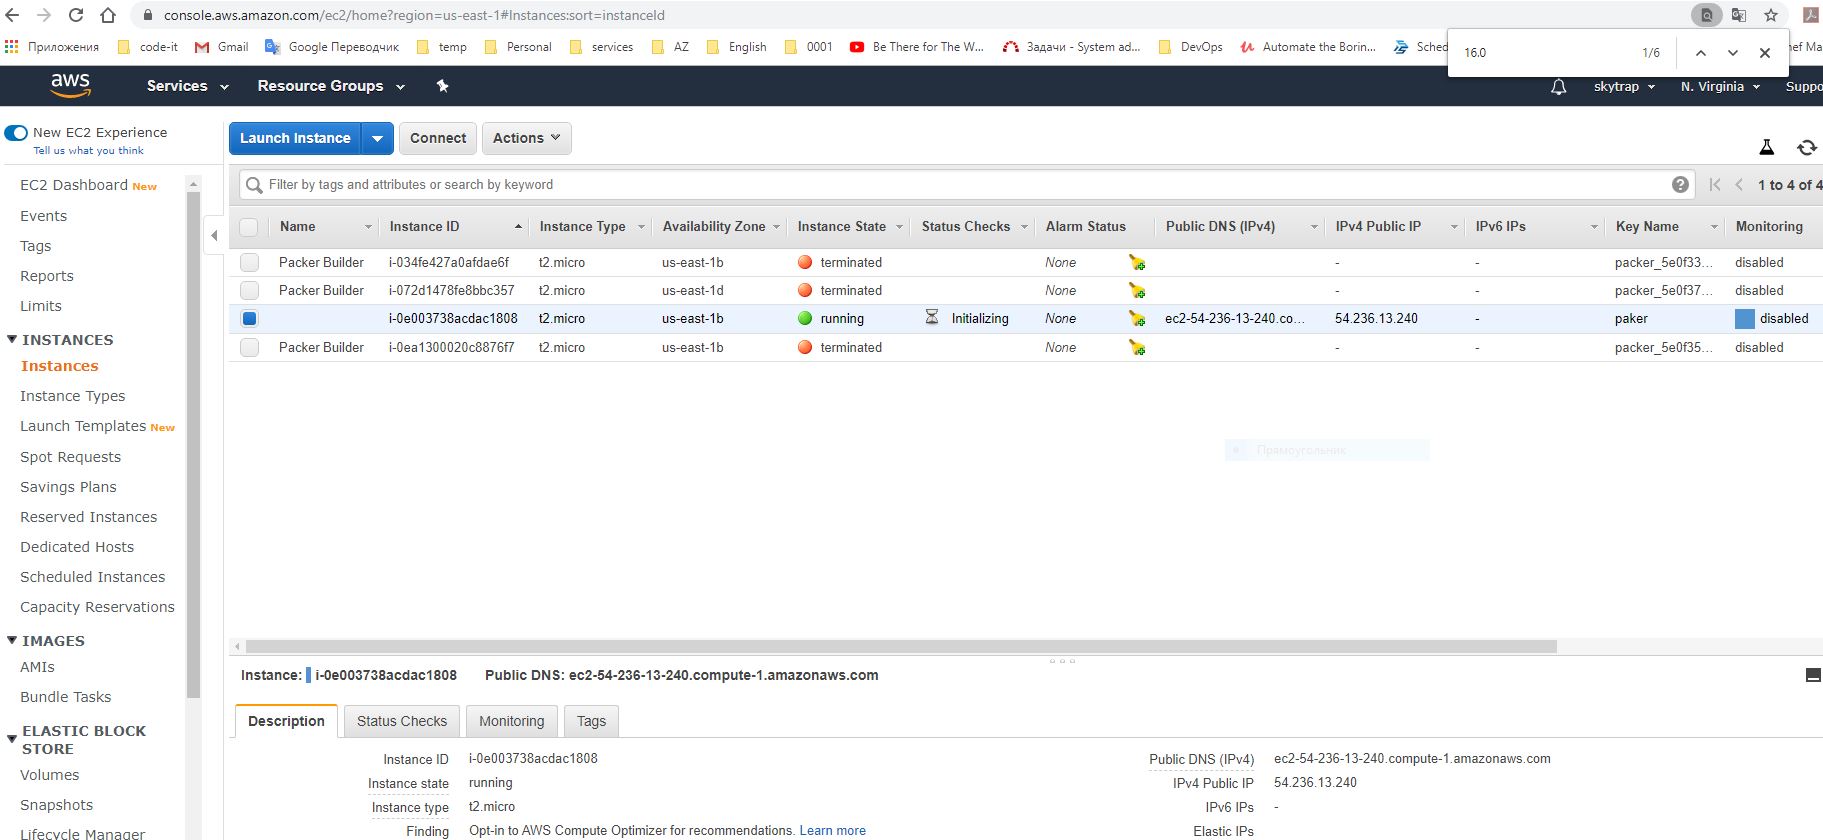 console.aws.amazon.com/ec2/home?region=us-east-1#Instances:sort=instanceId
Приложения code-it Gmail Google Переводчик temp Personal services AZ English 0001 Be There for The W... Задачи - System ad... DevOps Automate the Borin... Sched
16.0 1/6
aws Services Resource Groups skytrap N. Virginia Suppo
New EC2 Experience
Tell us what you think
EC2 Dashboard New
Events
Tags
Reports
Limits
INSTANCES
Instances
Instance Types
Launch Templates New
Spot Requests
Savings Plans
Reserved Instances
Dedicated Hosts
Scheduled Instances
Capacity Reservations
IMAGES
AMIs
Bundle Tasks
ELASTIC BLOCK
STORE
Volumes
Snapshots
Lifecycle Manager
Launch Instance Connect Actions
Filter by tags and attributes or search by keyword 1 to 4 of 4
Name Instance ID Instance Type Availability Zone Instance State Status Checks Alarm Status Public DNS (IPv4) IPv4 Public IP IPv6 IPs Key Name Monitoring
Packer Builder i-034fe427a0afdae6f t2.micro us-east-1b terminated None - - packer_5e0f33... disabled
Packer Builder i-072d1478fe8bbc357 t2.micro us-east-1d terminated None - - packer_5e0f37... disabled
i-0e003738acdac1808 t2.micro us-east-1b running Initializing None ec2-54-236-13-240.co... 54.236.13.240 - paker disabled
Packer Builder i-0ea1300020c8876f7 t2.micro us-east-1b terminated None - - packer_5e0f35... disabled
Прямоугольник
Instance: i-0e003738acdac1808 Public DNS: ec2-54-236-13-240.compute-1.amazonaws.com
Description Status Checks Monitoring Tags
Instance ID i-0e003738acdac1808 Public DNS (IPv4) ec2-54-236-13-240.compute-1.amazonaws.com
Instance state running IPv4 Public IP 54.236.13.240
Instance type t2.micro IPv6 IPs -
Finding Opt-in to AWS Compute Optimizer for recommendations. Learn more Elastic IPs